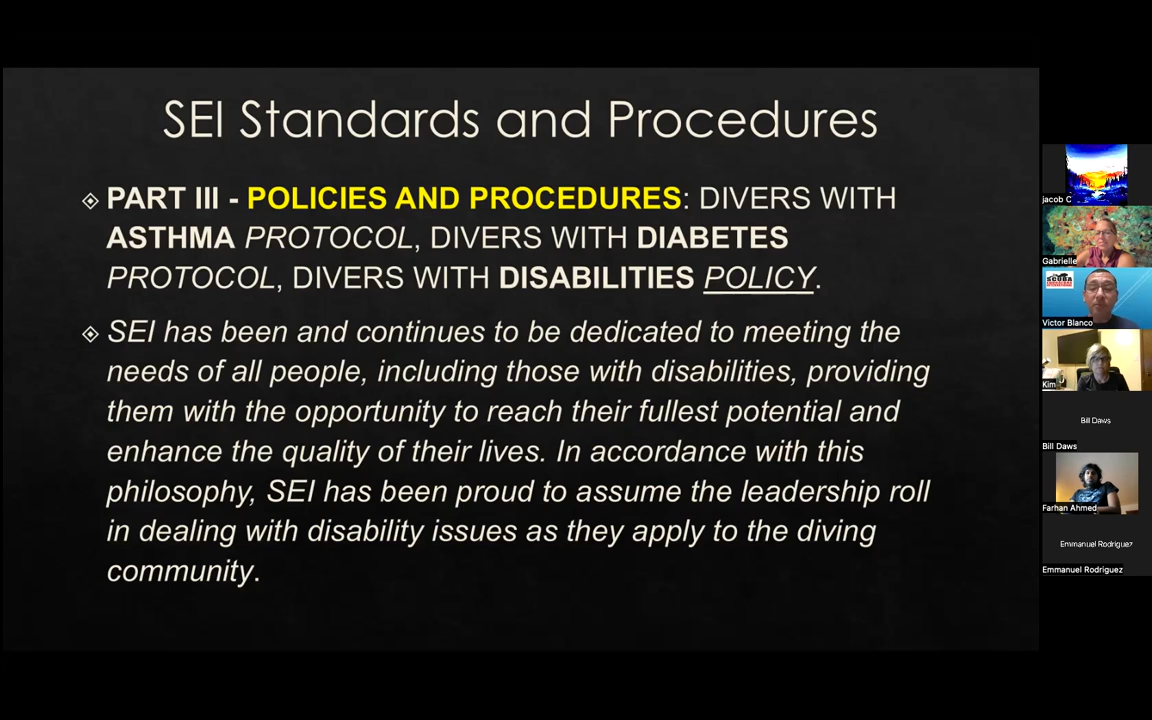 SEI Standards and Procedures
PART III - POLICIES AND PROCEDURES: DIVERS WITH
ASTHMA PROTOCOL, DIVERS WITH DIABETES
PROTOCOL, DIVERS WITH DISABILITIES POLICY.
SEI has been and continues to be dedicated to meeting the
needs of all people, including those with disabilities, providing
them with the opportunity to reach their fullest potential and
enhance the quality of their lives. In accordance with this
philosophy, SEI has been proud to assume the leadership roll
in dealing with disability issues as they apply to the diving
community.
jacob C
Gabrielle
SCUBA
Victor Blanco
Kim
Bill Daws
Bill Daws
Farhan Ahmed
Emmanuel Rodriguez
Emmanuel Rodriguez